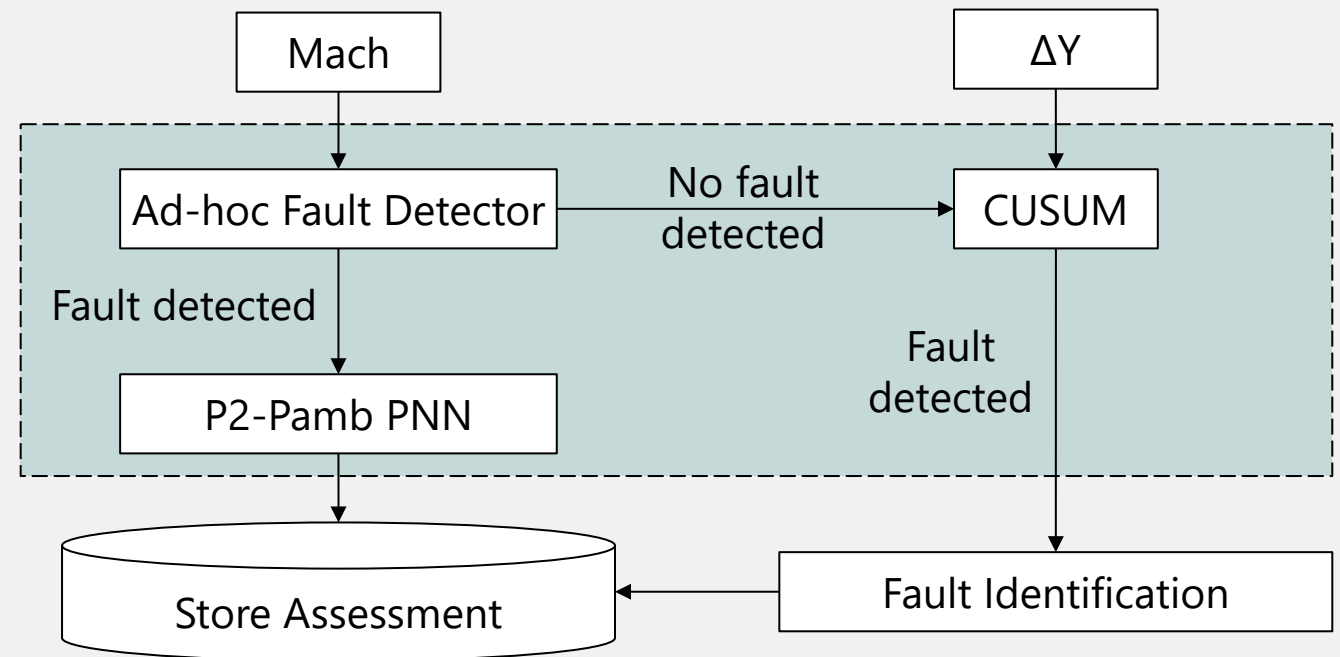 Mach
ΔY
Ad-hoc Fault Detector
No fault
detected
CUSUM
Fault detected
Fault
detected
P2-Pamb PNN
Store Assessment
Fault Identification